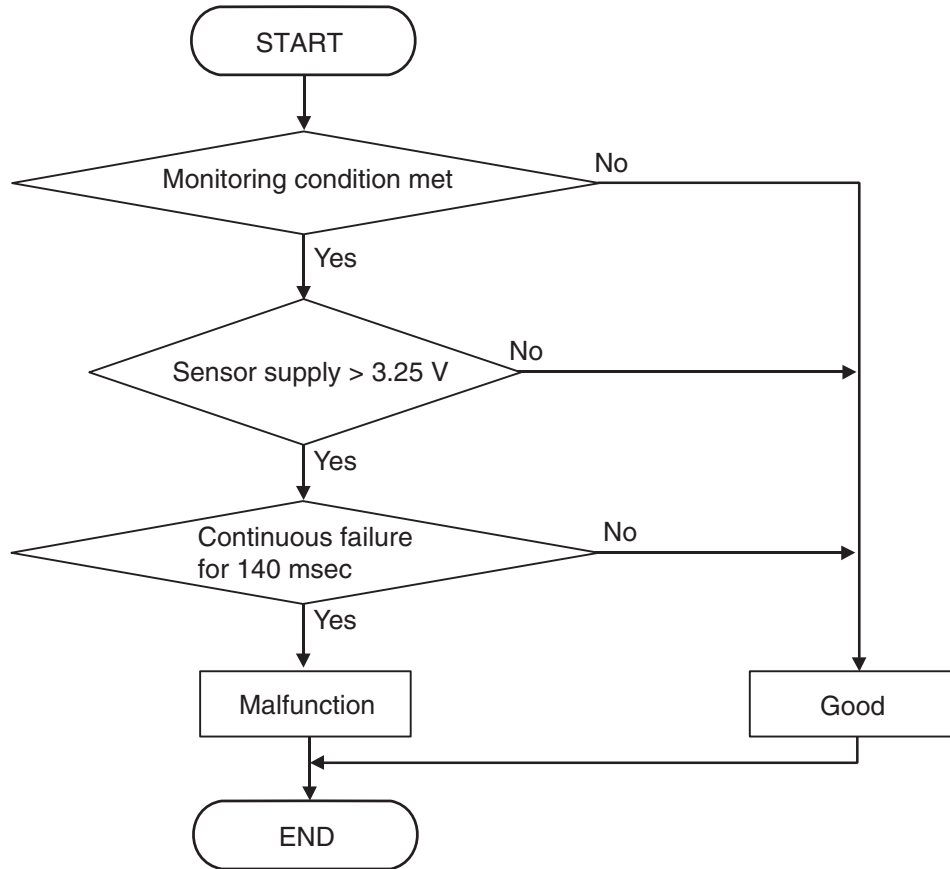 START
Monitoring condition met
No
Yes
Sensor supply > 3.25 V
No
Yes
Continuous failure
for 140 msec
No
Yes
Malfunction
Good
END